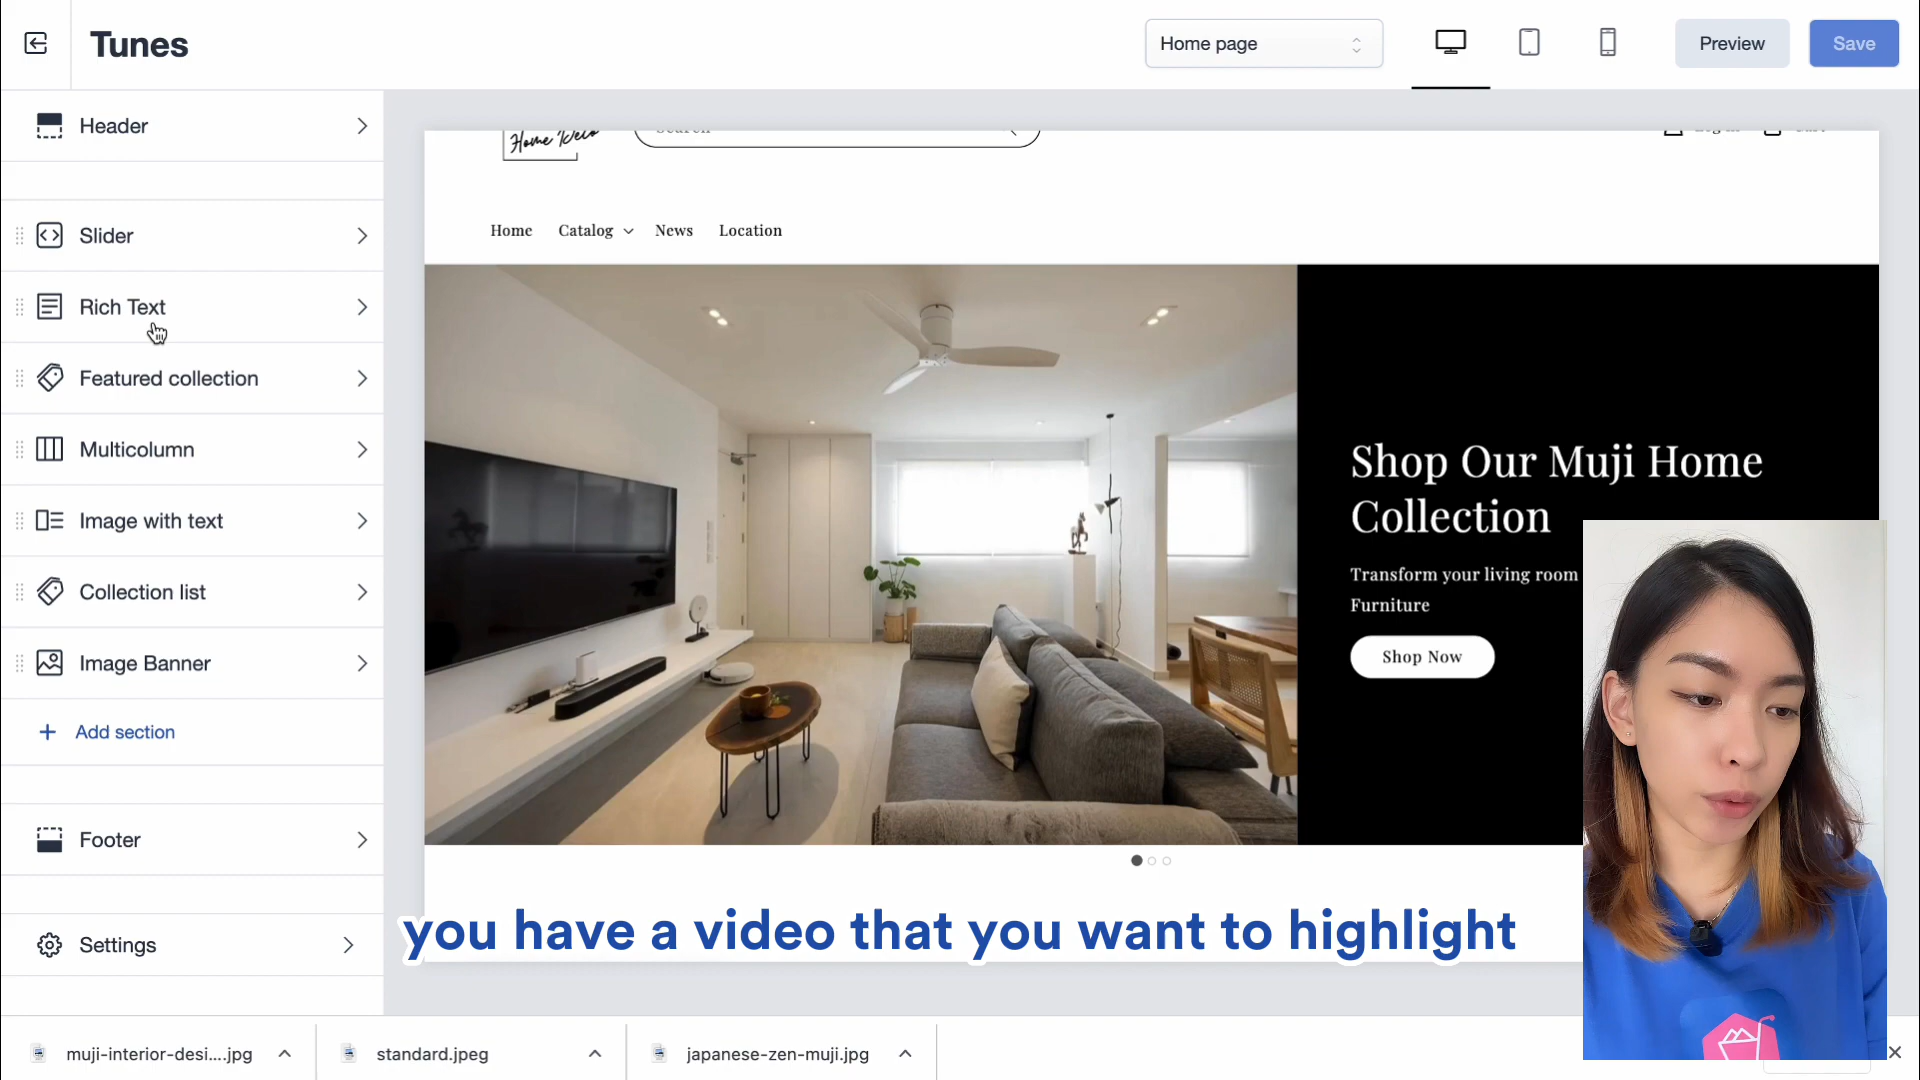 Tunes
Home page
Preview
Save
Header
Slider
Rich Text
Featured collection
Multicolumn
Image with text
Collection list
Image Banner
Add section
Footer
Settings
Home Deco
Search
Home
Catalog
News
Location
Shop Our Muji Home
Collection
Transform your living room
Furniture
Shop Now
you have a video that you want to highlight
muji-interior-desi....jpg
standard.jpeg
japanese-zen-muji.jpg